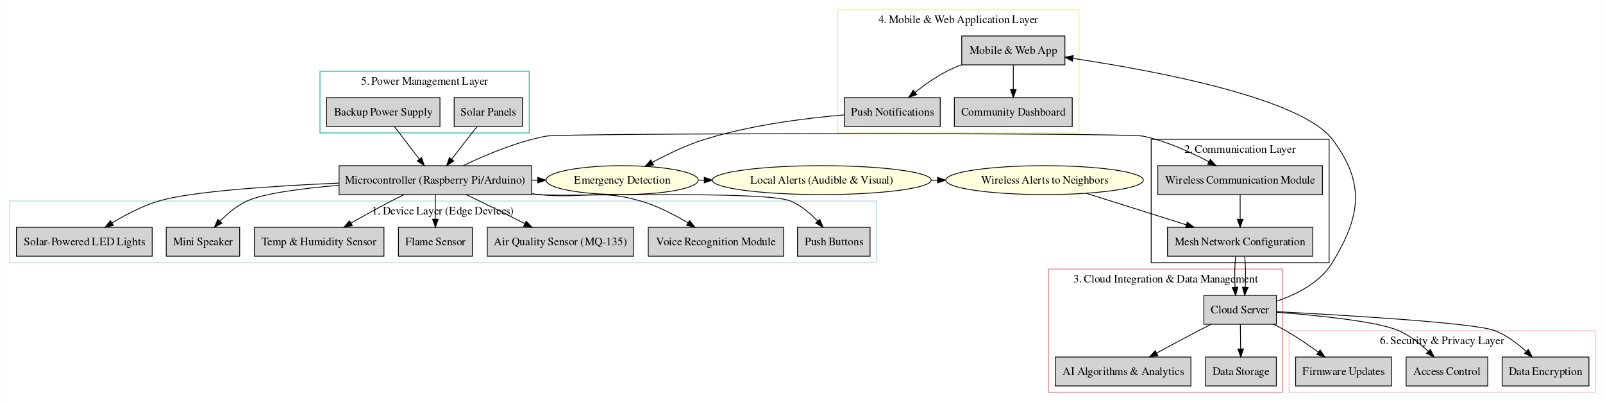 4. Mobile & Web Application Layer
Mobile & Web App
5. Power Management Layer
Backup Power Supply
Solar Panels
Push Notifications
Community Dashboard
2. Communication Layer
Microcontroller (Raspberry Pi/Arduino)
Emergency Detection
Local Alerts (Audible & Visual)
Wireless Alerts to Neighbors
Wireless Communication Module
1. Device Layer (Edge Devices)
Solar-Powered LED Lights
Mini Speaker
Temp & Humidity Sensor
Flame Sensor
Air Quality Sensor (MQ-135)
Voice Recognition Module
Push Buttons
Mesh Network Configuration
3. Cloud Integration & Data Management
Cloud Server
6. Security & Privacy Layer
AI Algorithms & Analytics
Data Storage
Firmware Updates
Access Control
Data Encryption